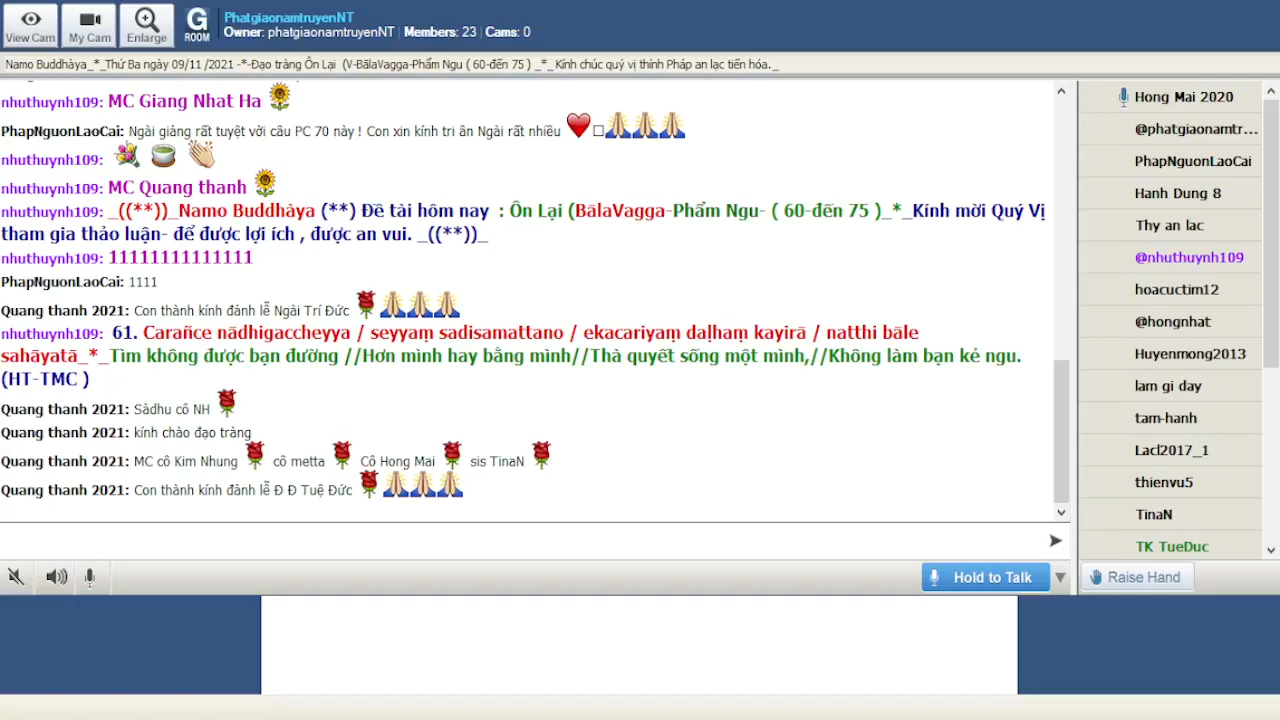 View Cam
My Cam
Enlarge
G
ROOM
PhatgiaonamtruyenNT
Owner: phatgiaonamtruyenNT | Members: 23 | Cams: 0
Namo Buddhàya_*_Thứ Ba ngày 09/11 /2021 -*-Đạo tràng Ôn Lại (V-BãlaVagga-Phẩm Ngu ( 60-đến 75 ) _*_Kính chúc quý vị thính Pháp an lạc tiến hóa._
nhuthuynh109: MC Giang Nhat Ha
PhapNguonLaoCai: Ngài giảng rất tuyệt vời câu PC 70 này ! Con xin kính tri ân Ngài rất nhiều
nhuthuynh109:
nhuthuynh109: MC Quang thanh
nhuthuynh109: _((**))_Namo Buddhàya (**) Đề tài hôm nay : Ôn Lại (BãlaVagga-Phẩm Ngu- ( 60-đến 75 )_*_Kính mời Quý Vị
tham gia thảo luận- để được lợi ích , được an vui. _((**))_
nhuthuynh109: 11111111111111
PhapNguonLaoCai: 1111
Quang thanh 2021: Con thành kính đảnh lễ Ngài Trí Đức
nhuthuynh109: 61. Carañce nādhigaccheyya / seyyaṃ sadisamattano / ekacariyaṃ daḷhaṃ kayirā / natthi bāle
sahāyatā_*_Tìm không được bạn đường //Hơn mình hay bằng mình//Thà quyết sống một mình,//Không làm bạn kẻ ngu.
(HT-TMC )
Quang thanh 2021: Sàdhu cô NH
Quang thanh 2021: kính chào đạo tràng
Quang thanh 2021: MC cô Kim Nhung cô metta Cô Hong Mai sis TinaN
Quang thanh 2021: Con thành kính đảnh lễ Đ Đ Tuệ Đức
Hold to Talk
Hong Mai 2020
@phatgiaonamtr...
PhapNguonLaoCai
Hanh Dung 8
Thy an lac
@nhuthuynh109
hoacuctim12
@hongnhat
Huyenmong2013
lam gi day
tam-hanh
Lacl2017_1
thienvu5
TinaN
TK TueDuc
Raise Hand